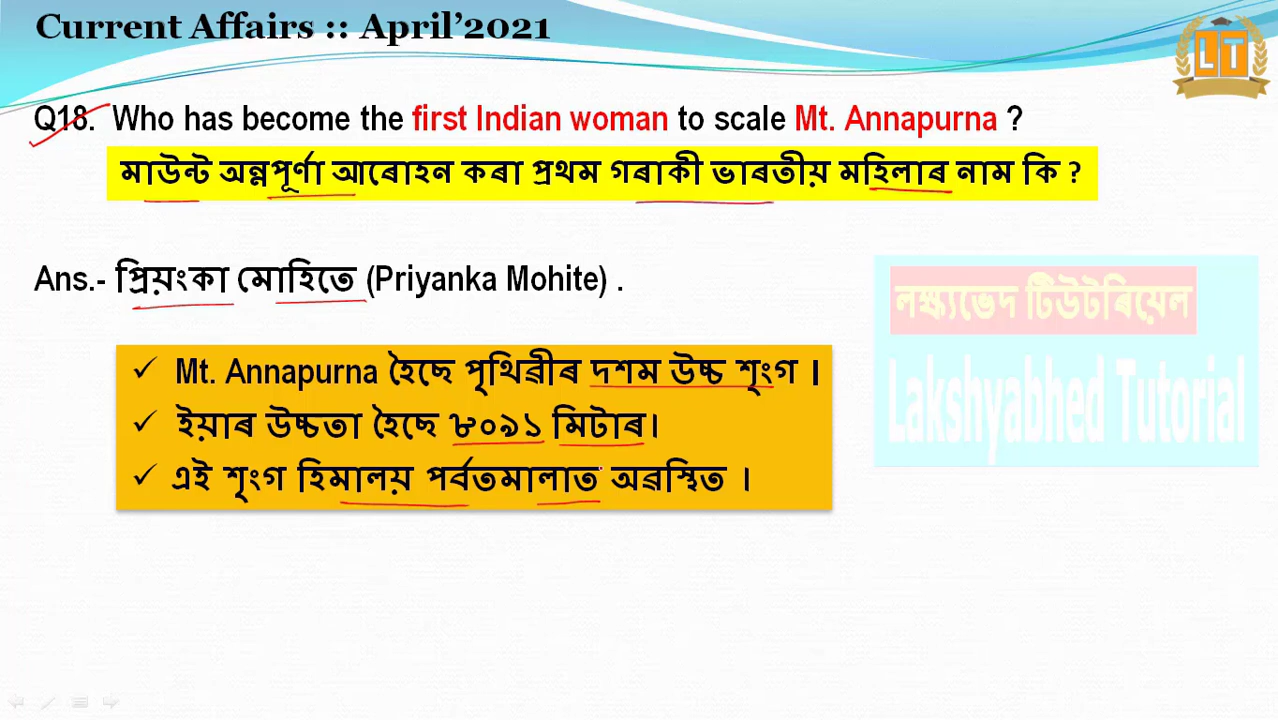 Current Affairs :: April’2021
LT
Q18. Who has become the first Indian woman to scale Mt. Annapurna ?
মাউন্ট অন্নপূৰ্ণা আৰোহন কৰা প্ৰথম গৰাকী ভাৰতীয় মহিলাৰ নাম কি ?
Ans.- প্ৰিয়ংকা মোহিতে (Priyanka Mohite) .
লক্ষ্যভেদ টিউটৰিয়েল
Lakshyabhed Tutorial
✓ Mt. Annapurna হৈছে পৃথিৱীৰ দশম উচ্চ শৃংগ ।
✓ ইয়াৰ উচ্চতা হৈছে ৮০৯১ মিটাৰ।
✓ এই শৃংগ হিমালয় পৰ্বতমালাত অৱস্থিত ।